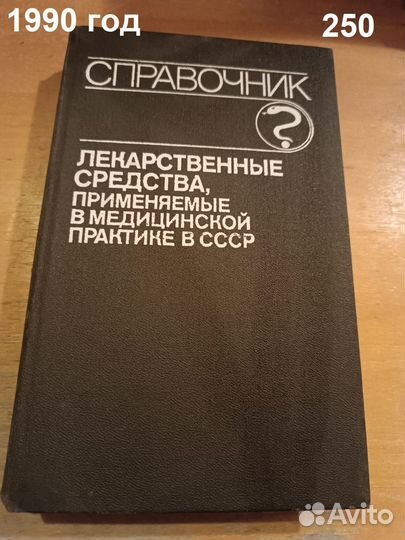 1990 год
250
СПРАВОЧНИК
ЛЕКАРСТВЕННЫЕ
СРЕДСТВА,
ПРИМЕНЯЕМЫЕ
В МЕДИЦИНСКОЙ
ПРАКТИКЕ В СССР
Avito